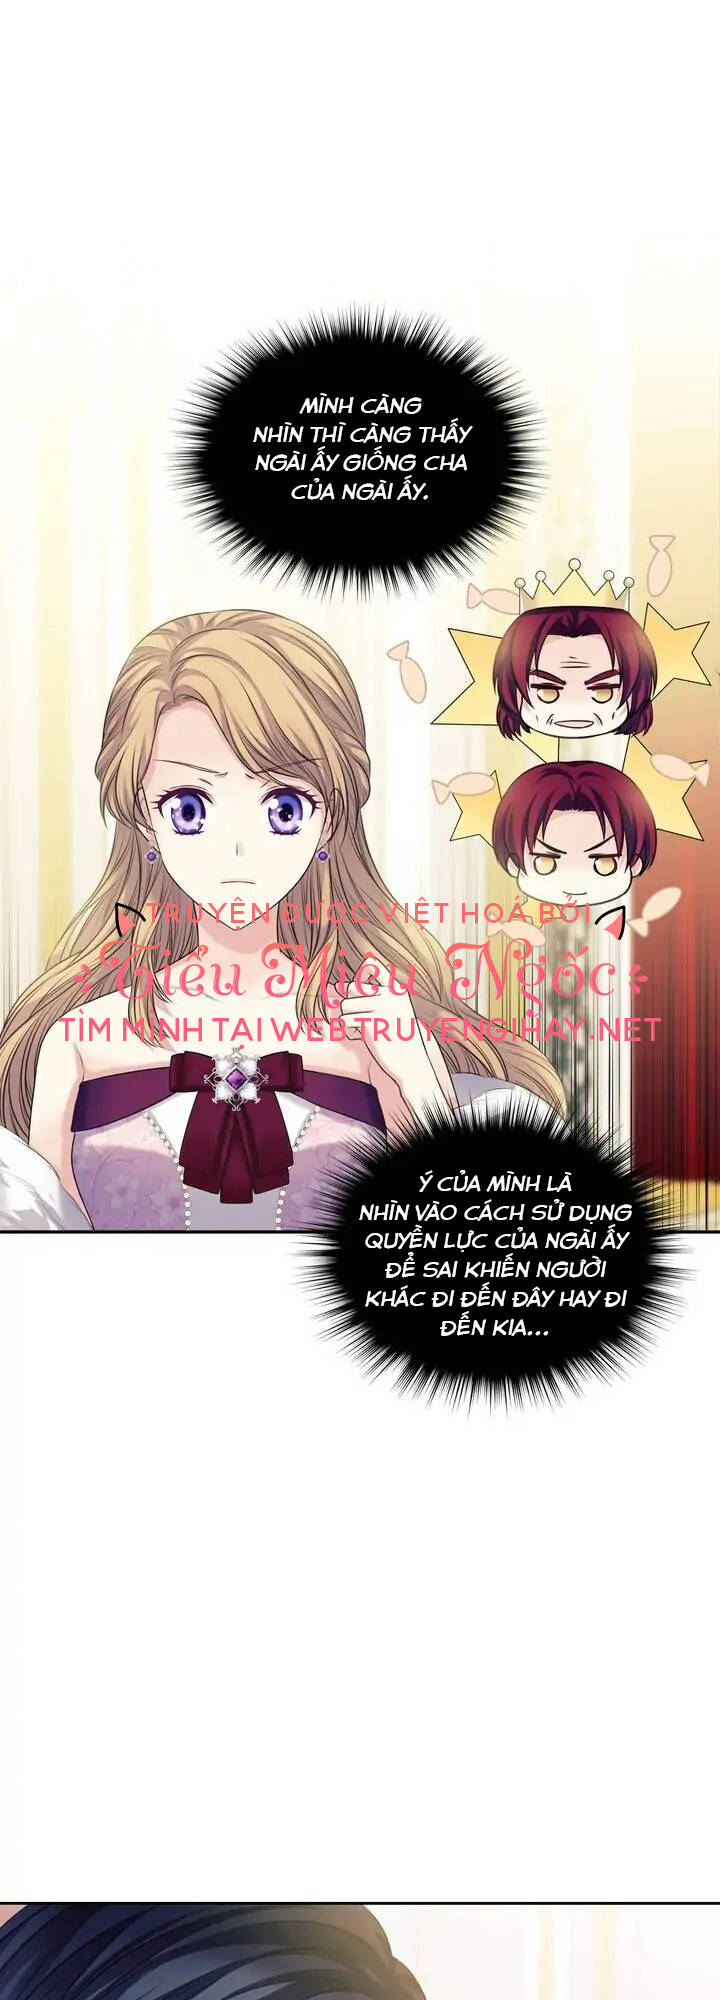 MÌNH CÀNG
NHÌN THÌ CÀNG THẤY
NGÀI ẤY GIỐNG CHA
CỦA NGÀI ẤY.
TRUYỆN ĐƯỢC VIỆT HOÁ BỞI
Tiểu Miêu Ngốc
TÌM MÌNH TẠI WEB TRUYENGIHAY.NET
Ý CỦA MÌNH LÀ
NHÌN VÀO CÁCH SỬ DỤNG
QUYỀN LỰC CỦA NGÀI ẤY
ĐỂ SAI KHIẾN NGƯỜI
KHÁC ĐI ĐẾN ĐÂY HAY ĐI
ĐẾN KIA...